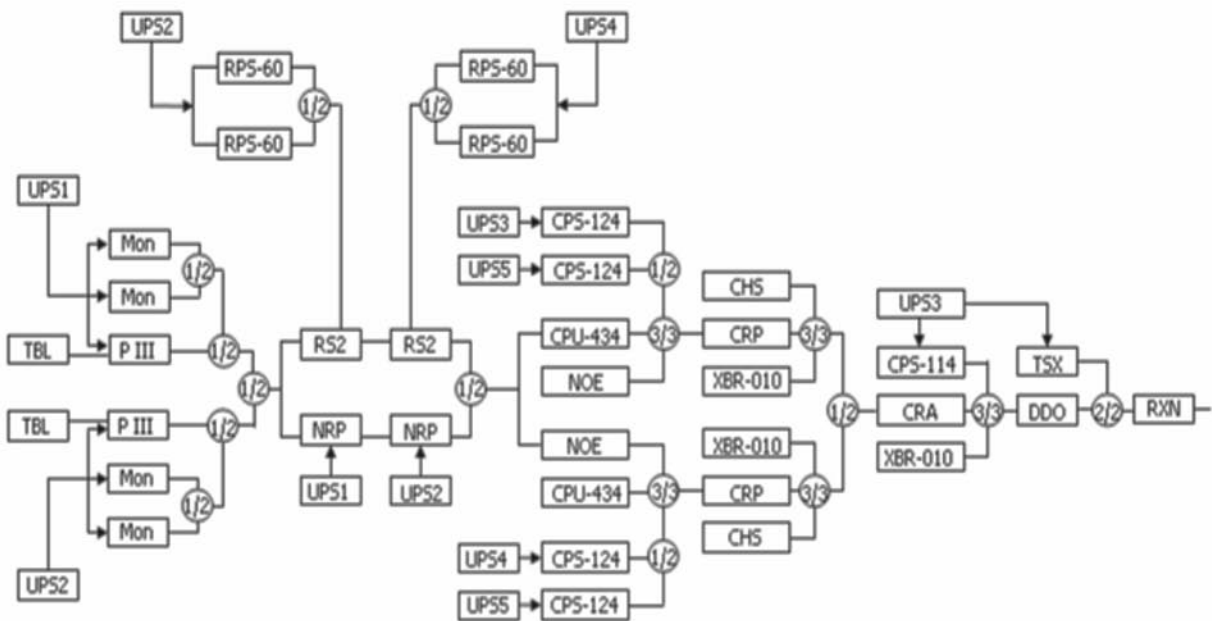 UPS2
UPS4
RPS-60
RPS-60
1/2
1/2
RPS-60
RPS-60
UPS1
Mon
UPS3
CPS-124
1/2
Mon
UPS5
CPS-124
1/2
CHS
UPS3
TBL
P III
1/2
RS2
RS2
CPU-434
3/3
CRP
3/3
CPS-114
TSX
1/2
1/2
NOE
XBR-010
1/2
CRA
3/3
DDO
2/2
RXN
TBL
P III
1/2
NRP
NRP
NOE
XBR-010
XBR-010
Mon
UPS1
UPS2
CPU-434
3/3
CRP
3/3
1/2
Mon
CHS
UPS4
CPS-124
1/2
UPS2
UPS5
CPS-124